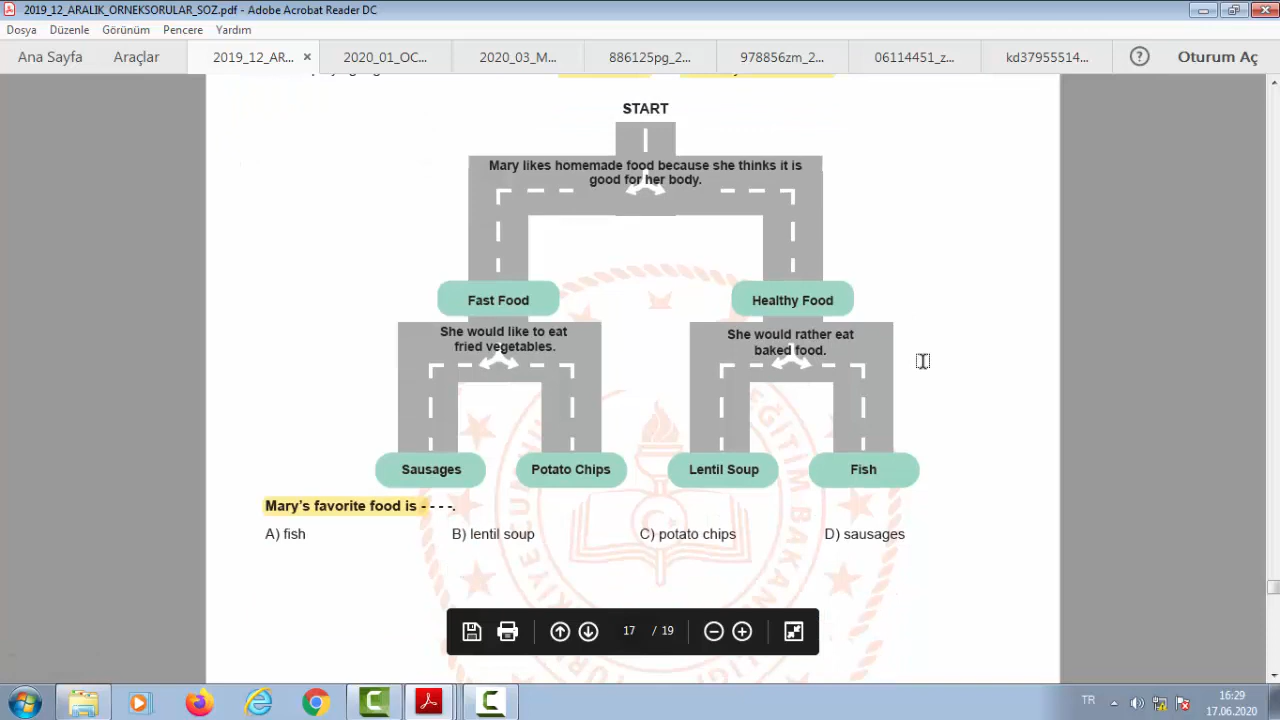 2019_12_ARALIK_ORNEKSORULAR_SOZ.pdf - Adobe Acrobat Reader DC
Dosya Düzenle Görünüm Pencere Yardım
Ana Sayfa Araçlar 2019_12_AR... × 2020_01_OC... 2020_03_M... 886125pg_2... 978856zm_2... 06114451_z... kd37955514... ? Oturum Aç
START
Mary likes homemade food because she thinks it is
good for her body.
Fast Food Healthy Food
She would like to eat
fried vegetables.
She would rather eat
baked food.
Sausages Potato Chips Lentil Soup Fish
Mary's favorite food is - - - -.
A) fish B) lentil soup C) potato chips D) sausages
17 / 19
TR 16:29
17.06.2020